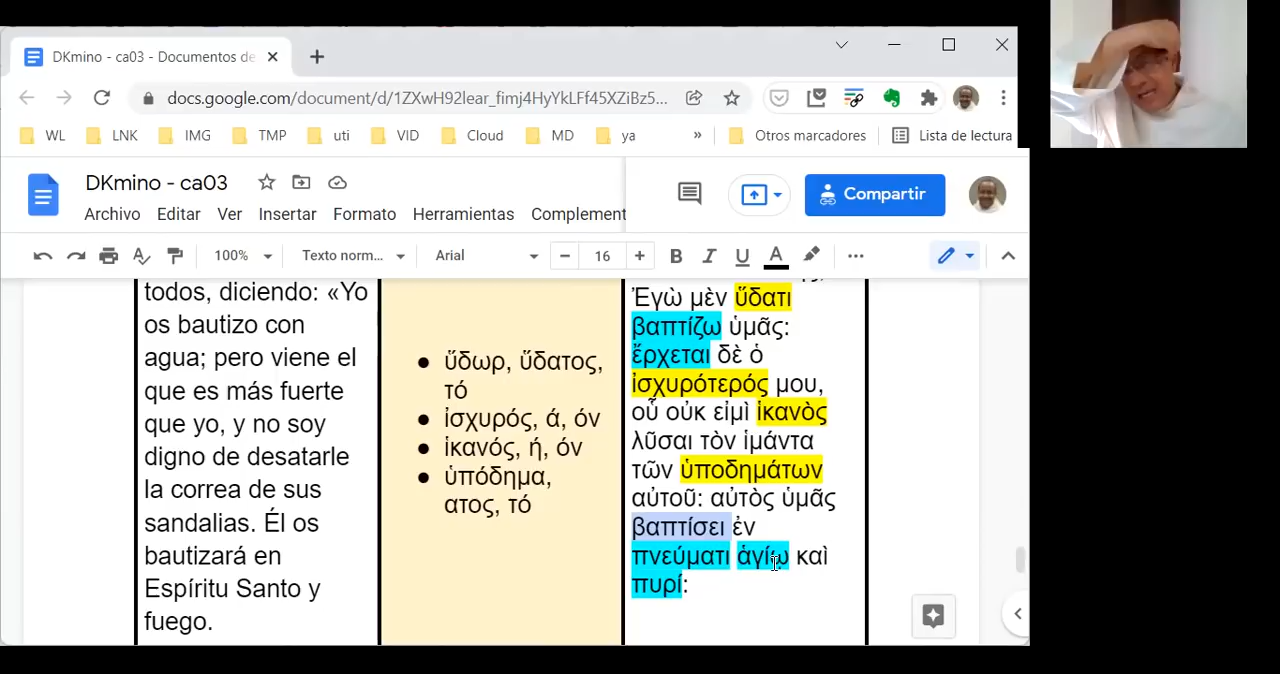 DKmino - ca03 - Documentos de
docs.google.com/document/d/1ZXwH92lear_fimj4HyYkLFf45XZiBz5...
WL LNK IMG TMP uti VID Cloud MD ya » Otros marcadores Lista de lectura
DKmino - ca03
Archivo Editar Ver Insertar Formato Herramientas Complement
Compartir
100% Texto norm... Arial 16 B I U A
todos, diciendo: «Yo
os bautizo con
agua; pero viene el
que es más fuerte
que yo, y no soy
digno de desatarle
la correa de sus
sandalias. Él os
bautizará en
Espíritu Santo y
fuego.
● ὕδωρ, ὕδατος,
τό
● ἰσχυρός, ά, όν
● ἱκανός, ή, όν
● ὑπόδημα,
ατος, τό
Ἐγὼ μὲν ὕδατι
βαπτίζω ὑμᾶς:
ἔρχεται δὲ ὁ
ἰσχυρότερός μου,
οὗ οὐκ εἰμὶ ἱκανὸς
λῦσαι τὸν ἱμάντα
τῶν ὑποδημάτων
αὐτοῦ: αὐτὸς ὑμᾶς
βαπτίσει ἐν
πνεύματι ἁγίῳ καὶ
πυρί: